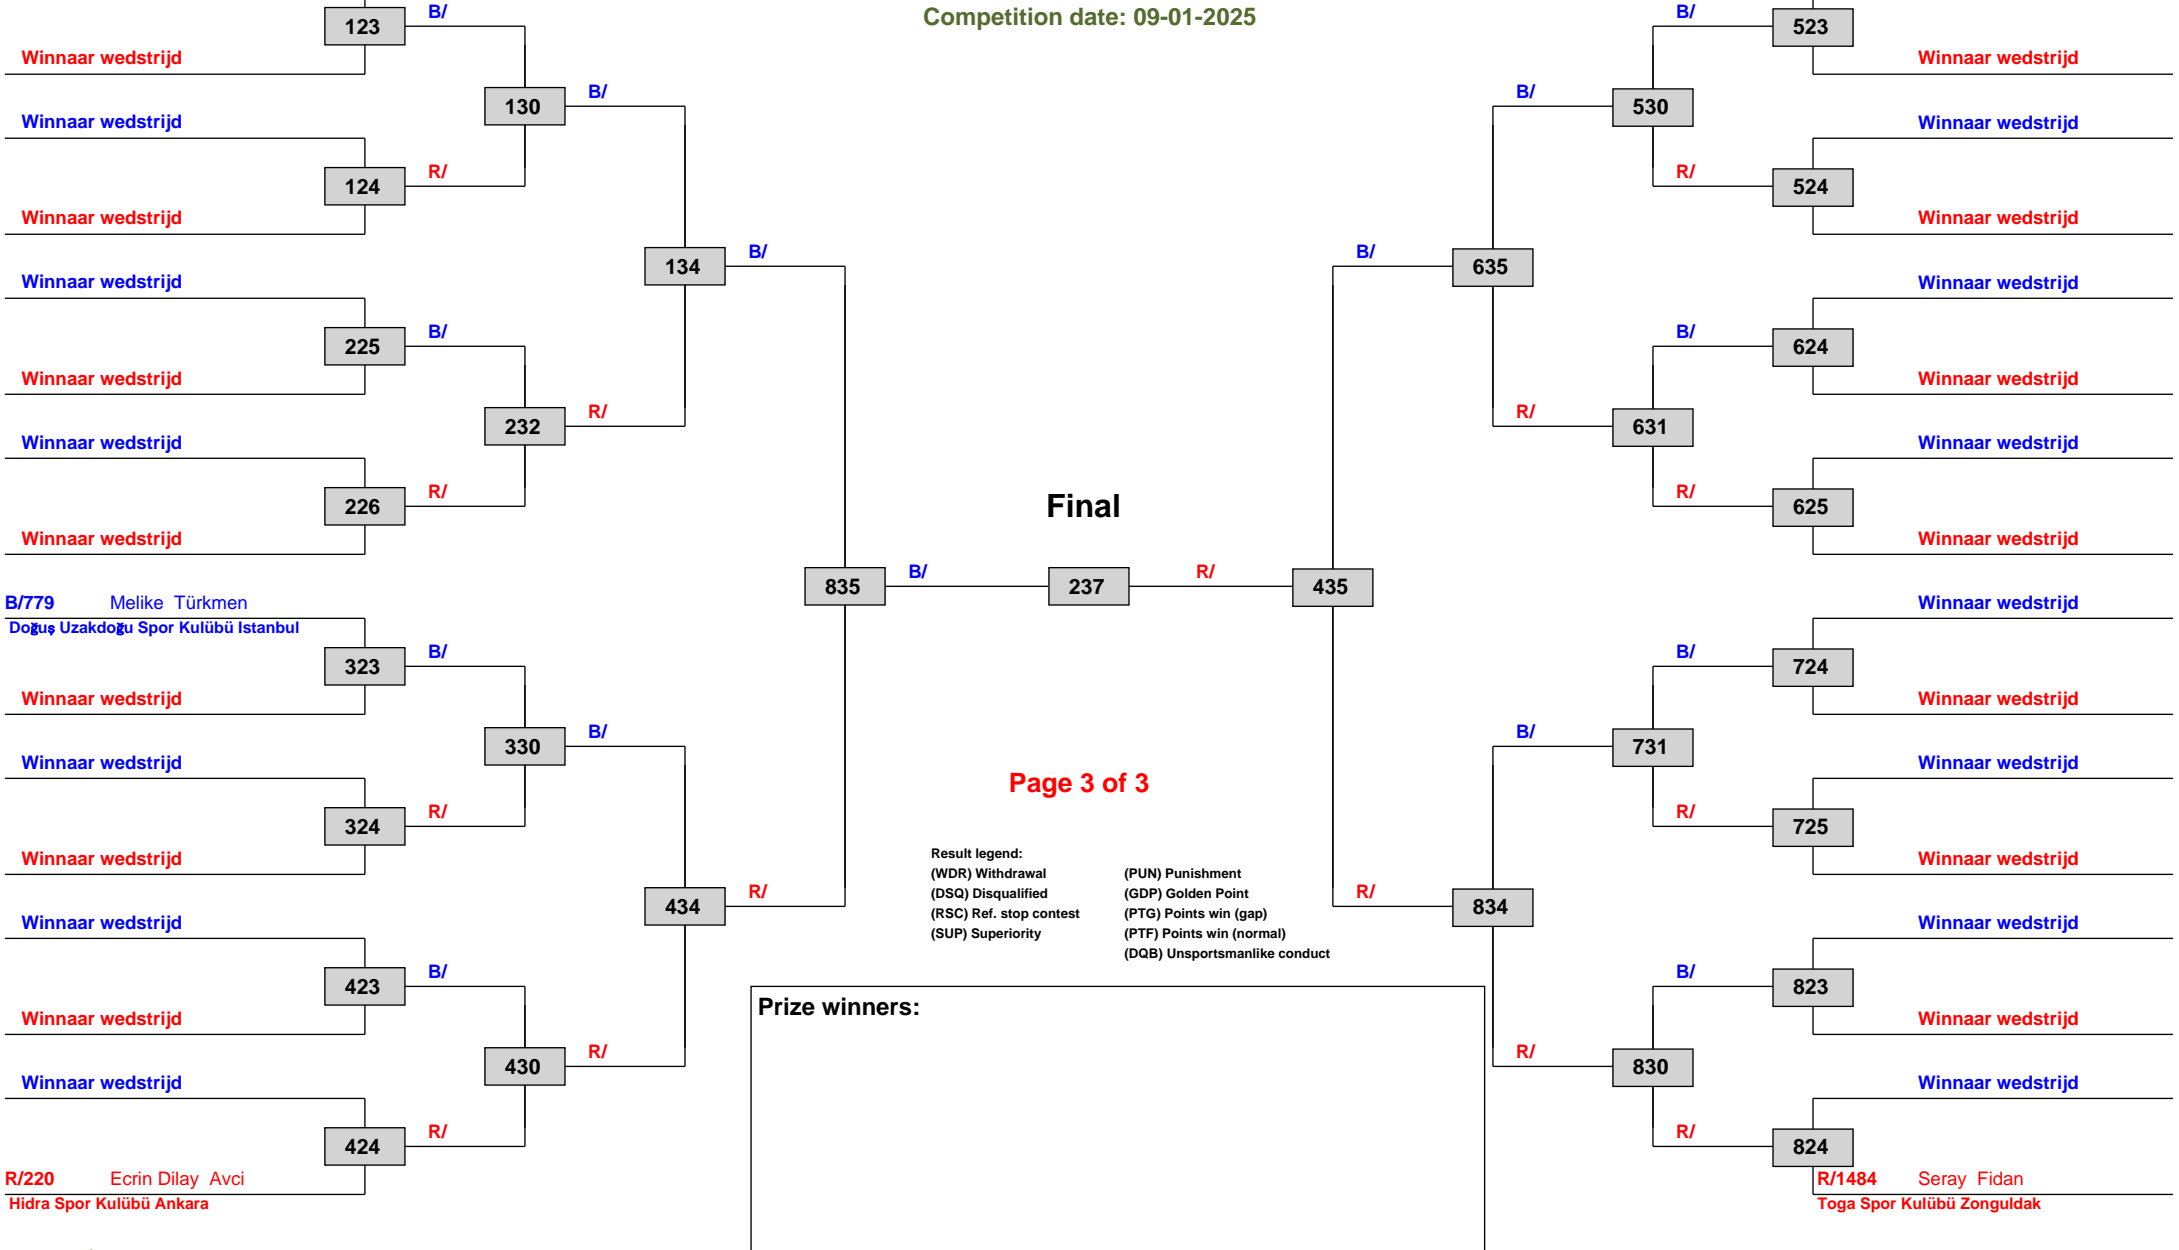 Competition date: 09-01-2025
123
B/
Winnaar wedstrijd
130
B/
Winnaar wedstrijd
124
R/
Winnaar wedstrijd
134
B/
Winnaar wedstrijd
225
B/
Winnaar wedstrijd
232
R/
Winnaar wedstrijd
226
R/
Winnaar wedstrijd
835
B/
B/779 Melike Türkmen
Doğuş Uzakdoğu Spor Kulübü Istanbul
323
B/
Winnaar wedstrijd
330
B/
Winnaar wedstrijd
324
R/
Winnaar wedstrijd
434
R/
Winnaar wedstrijd
423
B/
Winnaar wedstrijd
430
R/
Winnaar wedstrijd
424
R/
R/220 Ecrin Dilay Avci
Hidra Spor Kulübü Ankara
Final
237
R/
435
Page 3 of 3
Result legend:
(WDR) Withdrawal (PUN) Punishment
(DSQ) Disqualified (GDP) Golden Point
(RSC) Ref. stop contest (PTG) Points win (gap)
(SUP) Superiority (PTF) Points win (normal)
(DQB) Unsportsmanlike conduct
Prize winners:
B/
523
Winnaar wedstrijd
B/
530
Winnaar wedstrijd
R/
524
Winnaar wedstrijd
B/
635
Winnaar wedstrijd
B/
624
Winnaar wedstrijd
R/
631
Winnaar wedstrijd
R/
625
Winnaar wedstrijd
Winnaar wedstrijd
B/
724
Winnaar wedstrijd
B/
731
Winnaar wedstrijd
R/
725
Winnaar wedstrijd
R/
834
Winnaar wedstrijd
B/
823
Winnaar wedstrijd
R/
830
Winnaar wedstrijd
R/
824
R/1484 Seray Fidan
Toga Spor Kulübü Zonguldak